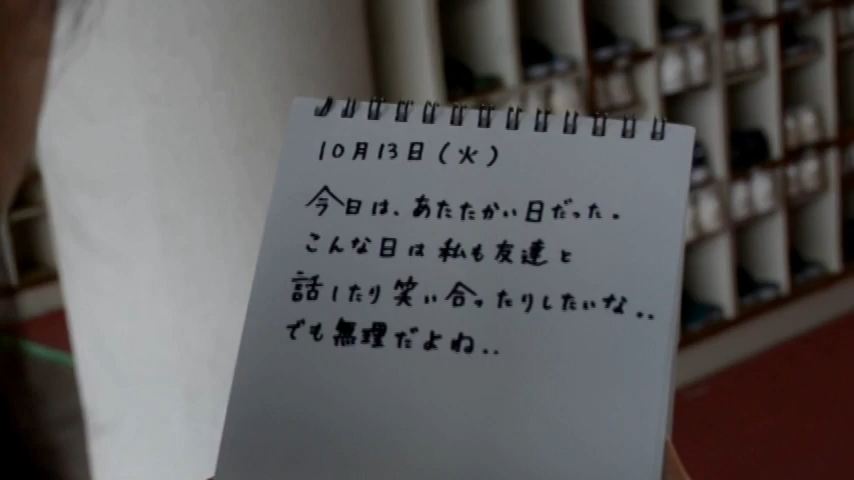 10月13日(火)
今日は、あたたかい日だった。
こんな日は私も友達と
話したり笑い合ったりしたいな..
でも無理だよね..